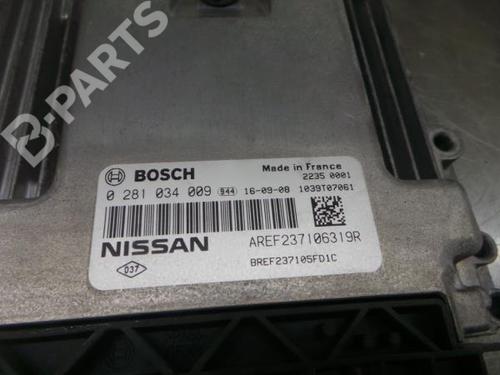 B-PARTS
BOSCH
Made in France
2235 0001
0 281 034 009 944 16-09-08 1039T07061
NISSAN
AREF237106319R
BREF237105FD1C
037